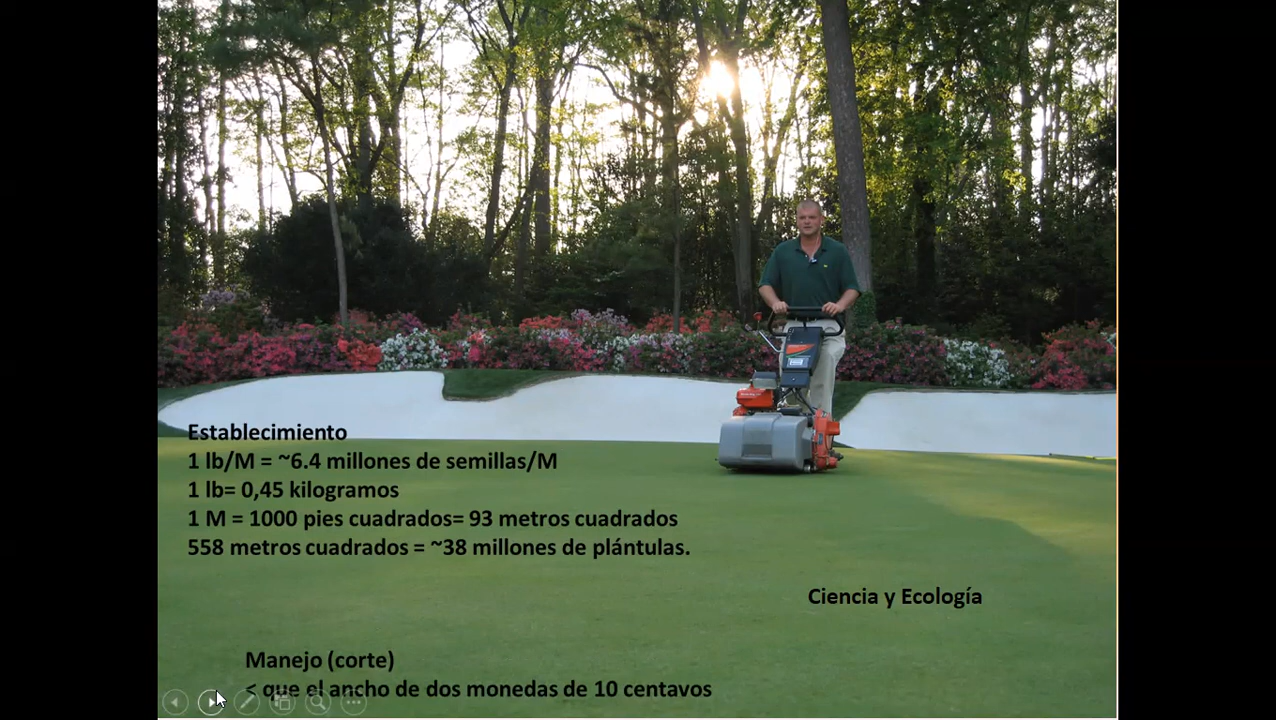 Establecimiento
1 lb/M = ~6.4 millones de semillas/M
1 lb= 0,45 kilogramos
1 M = 1000 pies cuadrados= 93 metros cuadrados
558 metros cuadrados = ~38 millones de plántulas.
Ciencia y Ecología
Manejo (corte)
< que el ancho de dos monedas de 10 centavos